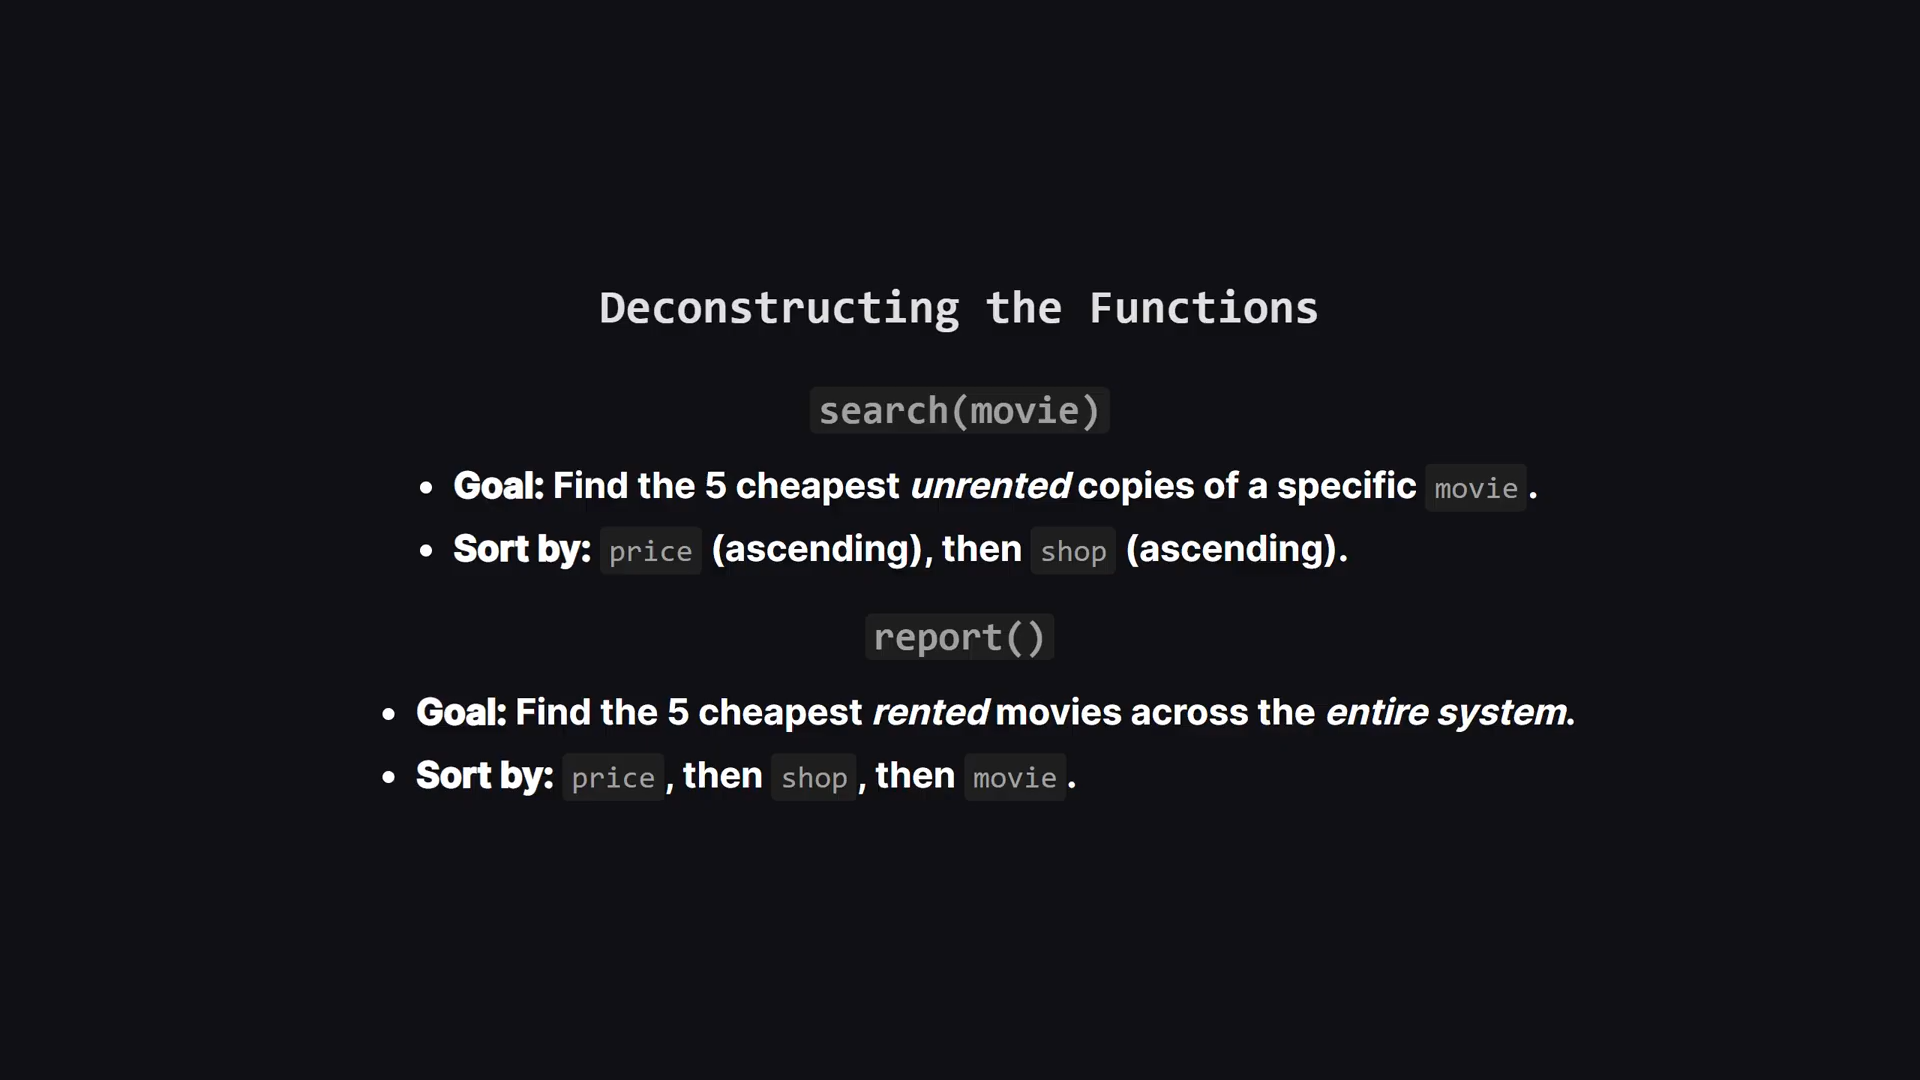 Deconstructing the Functions
search(movie)
• Goal: Find the 5 cheapest unrented copies of a specific movie.
• Sort by: price (ascending), then shop (ascending).
report()
• Goal: Find the 5 cheapest rented movies across the entire system.
• Sort by: price, then shop, then movie.